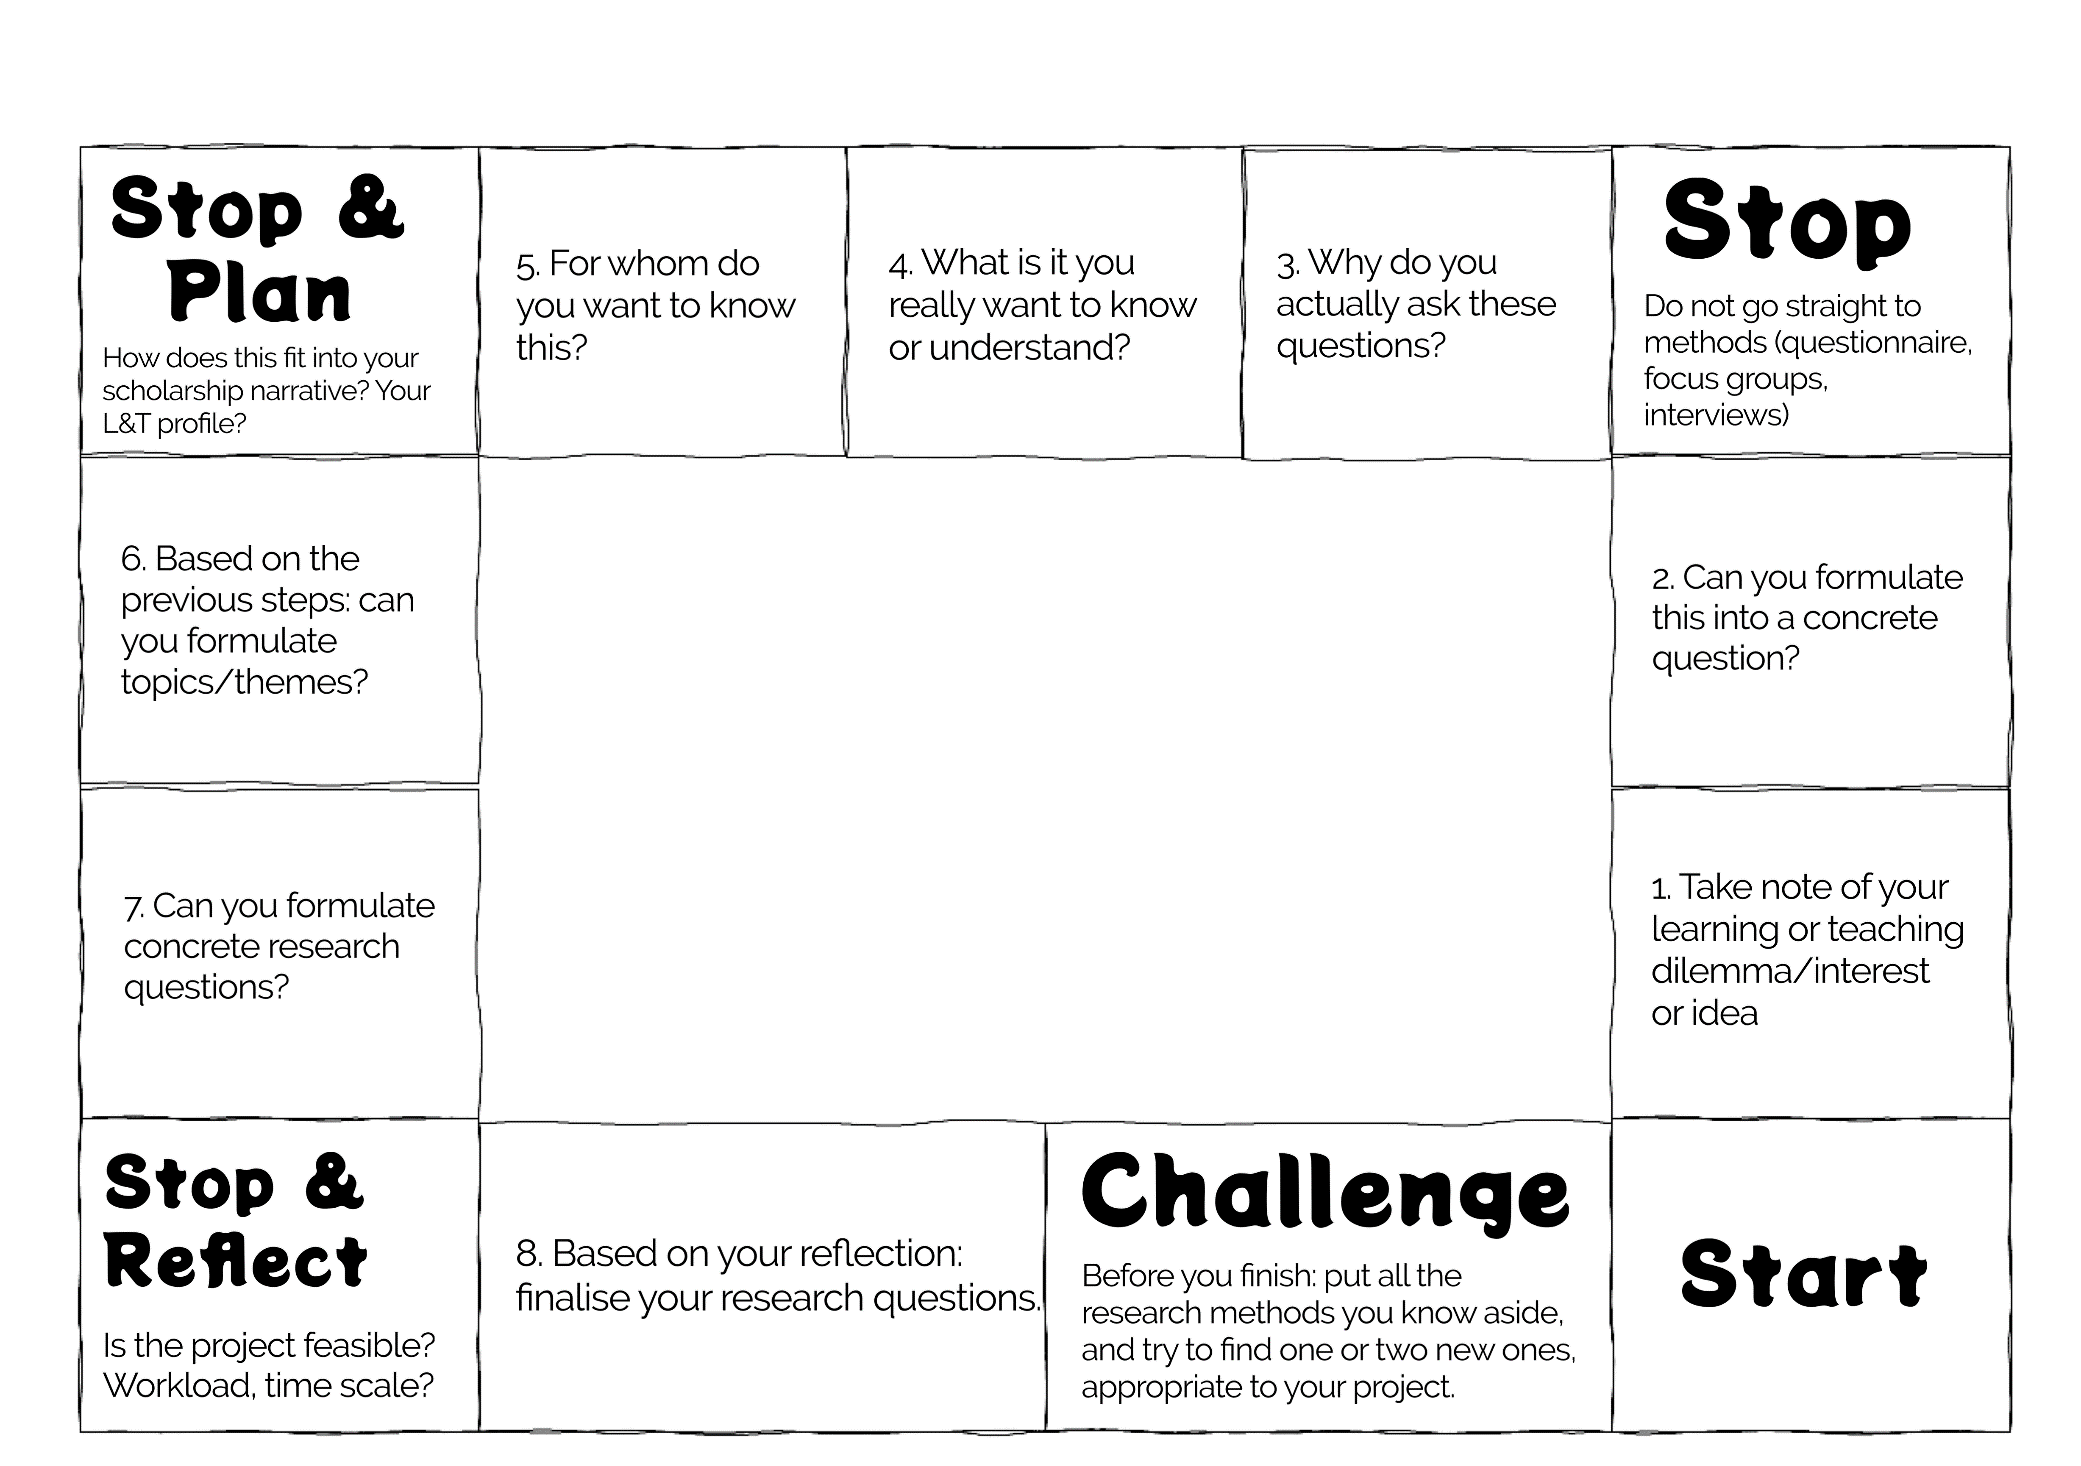 Stop &
Plan
How does this fit into your
scholarship narrative? Your
L&T profile?
5. For whom do
you want to know
this?
4. What is it you
really want to know
or understand?
3. Why do you
actually ask these
questions?
Stop
Do not go straight to
methods (questionnaire,
focus groups,
interviews)
6. Based on the
previous steps: can
you formulate
topics/themes?
2. Can you formulate
this into a concrete
question?
7. Can you formulate
concrete research
questions?
1. Take note of your
learning or teaching
dilemma/interest
or idea
Stop &
Reflect
Is the project feasible?
Workload, time scale?
8. Based on your reflection:
finalise your research questions.
Challenge
Before you finish: put all the
research methods you know aside,
and try to find one or two new ones,
appropriate to your project.
Start